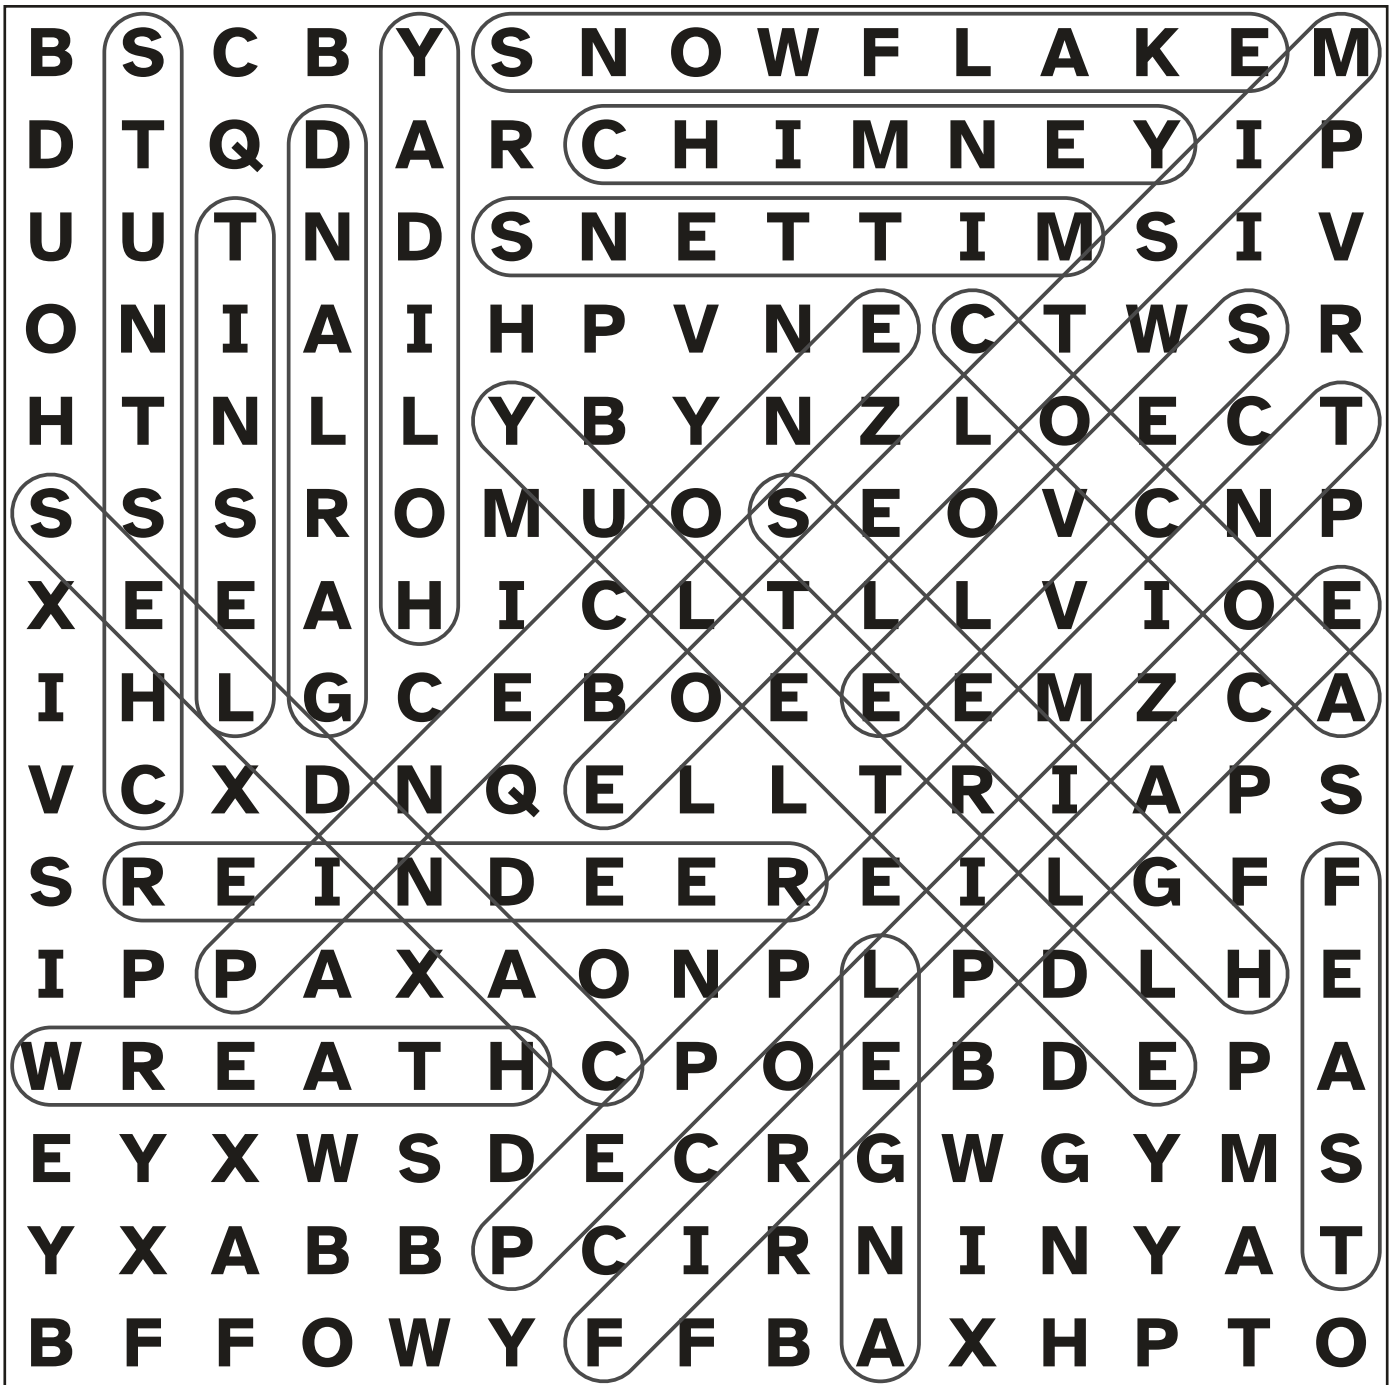 B S C B Y S N O W F L A K E M
D T Q D A R C H I M N E Y I P
U U T N D S N E T T I M S I V
O N I A I H P V N E C T W S R
H T N L L Y B Y N Z L O E C T
S S S R O M U O S E O V C N P
X E E A H I C L T L L V I O E
I H L G C E B O E E E M Z C A
V C X D N Q E L L T R I A P S
S R E I N D E E R E I L G F F
I P P A X A O N P L P D L H E
W R E A T H C P O E B D E P A
E Y X W S D E C R G W G Y M S
Y X A B B P C I R N I N Y A T
B F F O W Y F F B A X H P T O